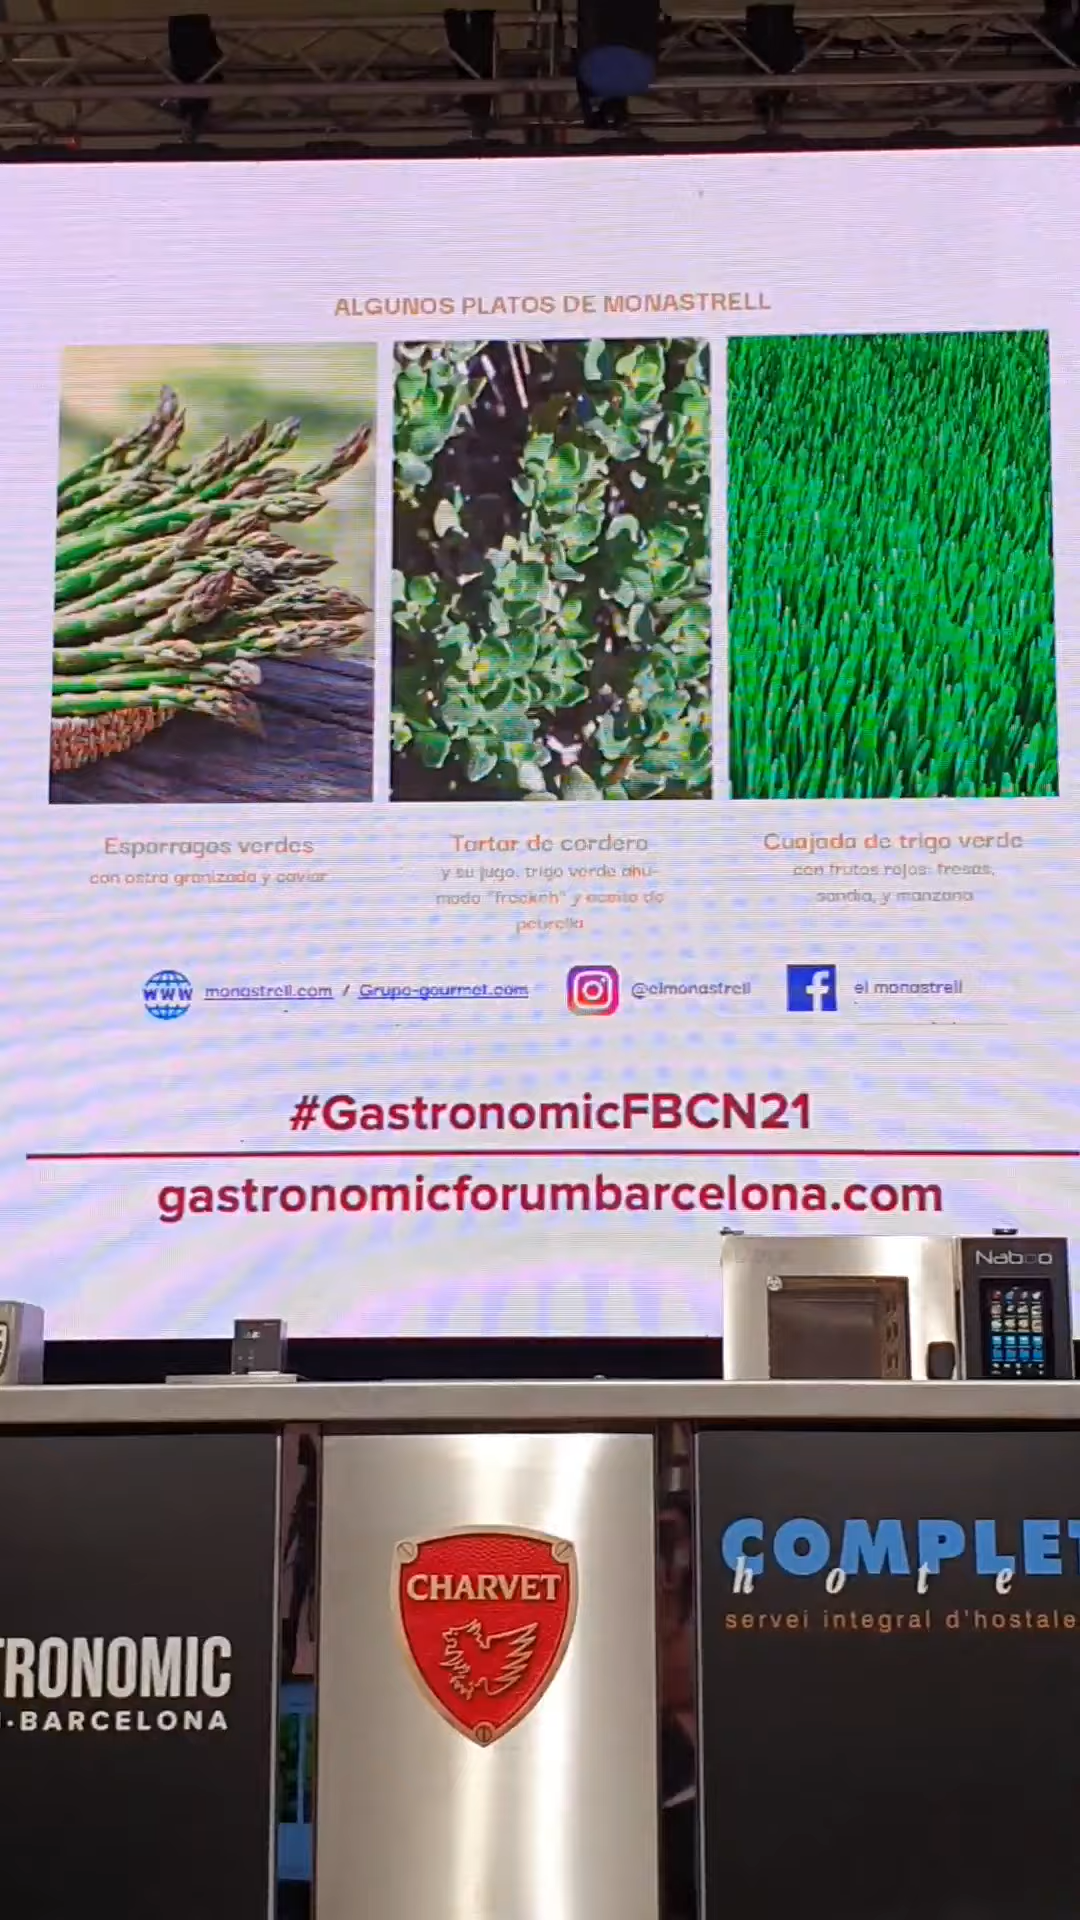 ALGUNOS PLATOS DE MONASTRELL
Esparragos verdes
con ostra granizada y caviar
Tartar de cordero
y su jugo, trigo verde ahu-
mado "freekeh" y aceite de
Cuajada de trigo verde
con frutos rojos: fresas,
sandia, y manzana
www monastrell.com / Grupo-gourmet.com
@elmonastrell
el monastrell
#GastronomicFBCN21
gastronomicforumbarcelona.com
Naboo
CHARVET
TRONOMIC
·BARCELONA
COMPLET
hote
servei integral d'hostale